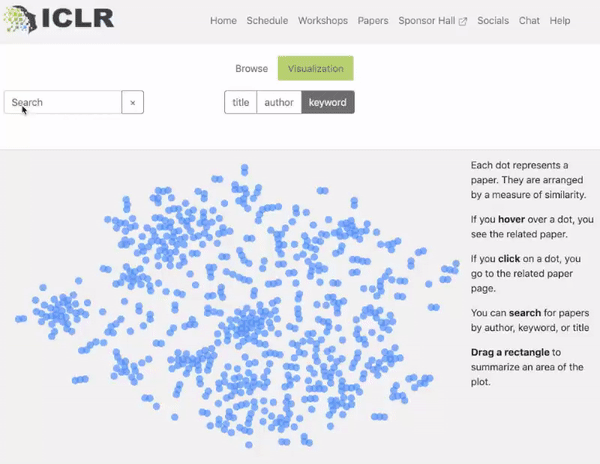 ICLR
Home Schedule Workshops Papers Sponsor Hall Socials Chat Help
Browse Visualization
Search × title author keyword
Each dot represents a
paper. They are arranged
by a measure of similarity.
If you hover over a dot, you
see the related paper.
If you click on a dot, you
go to the related paper
page.
You can search for papers
by author, keyword, or title
Drag a rectangle to
summarize an area of the
plot.